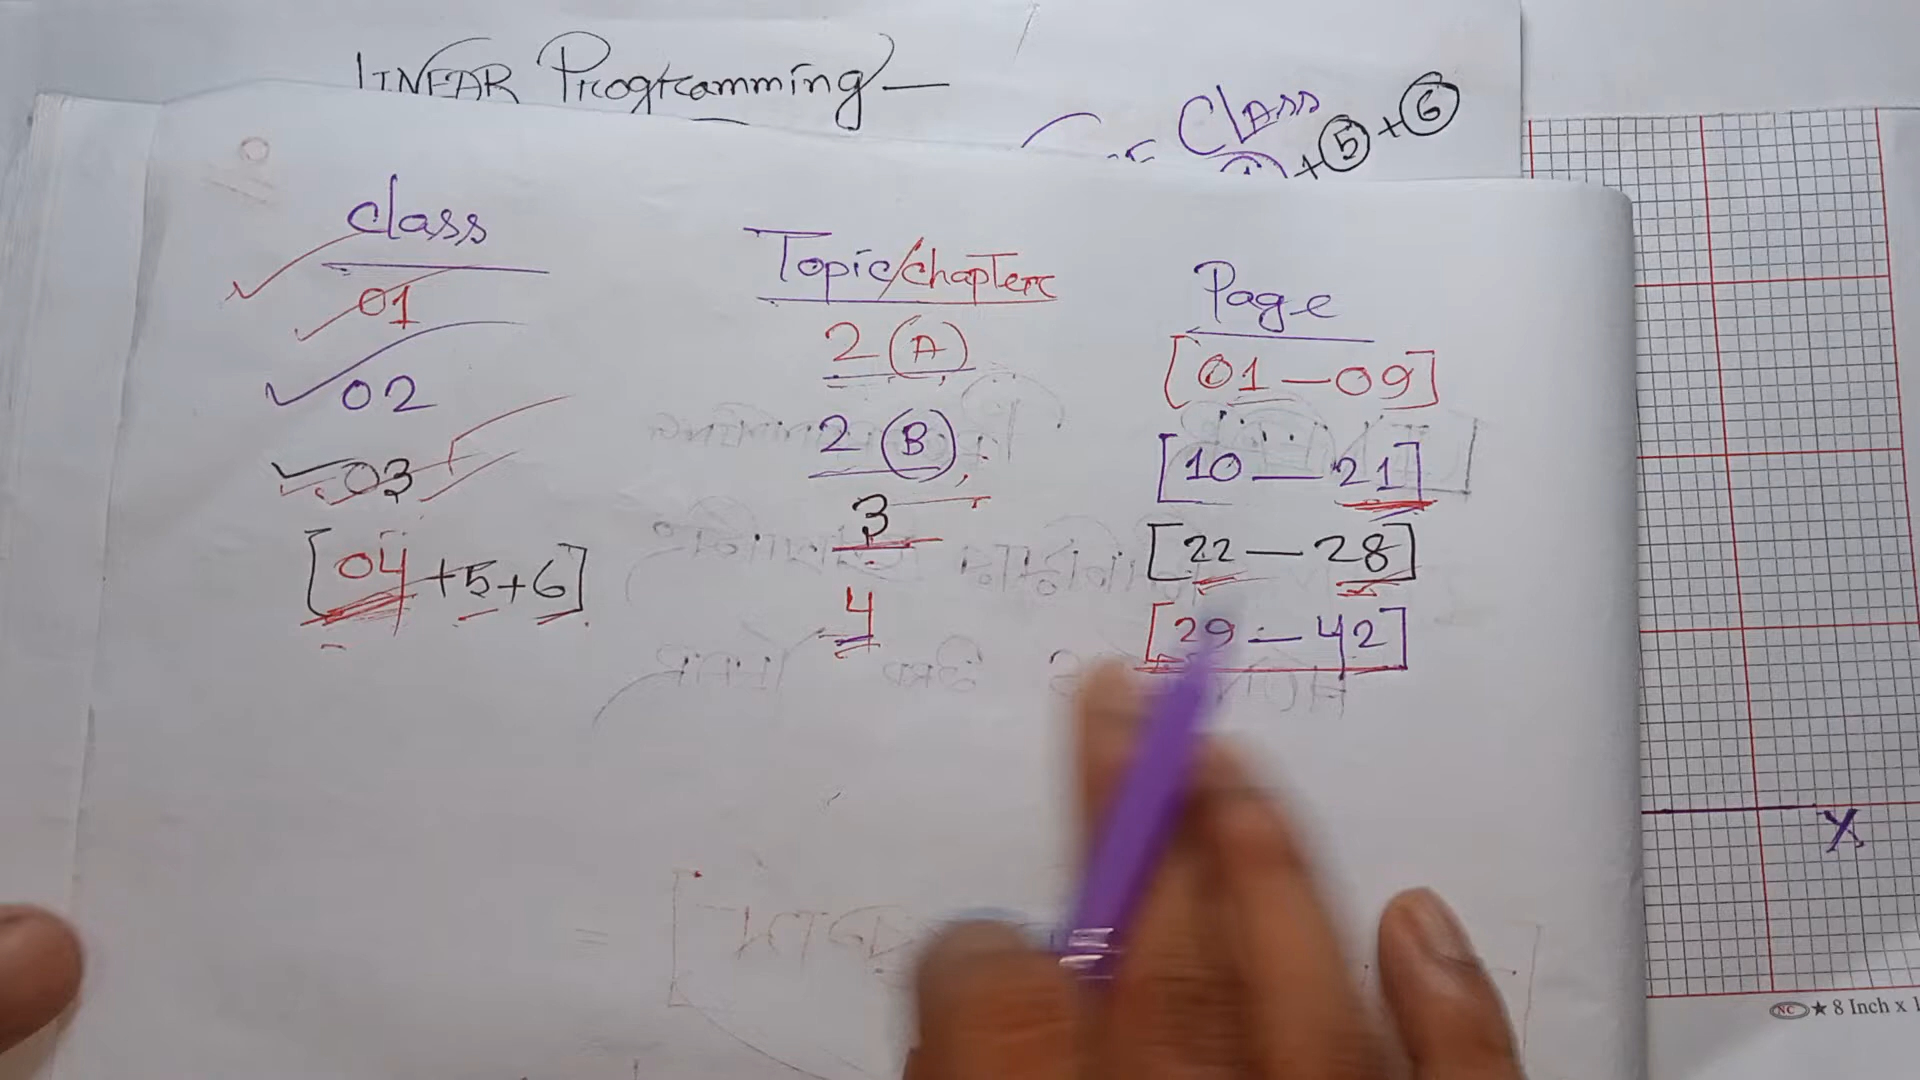 LINEAR Programming —
Class
+ 5 + 6
class Topic/chapter Page
01 2 (A) [01 — 09]
02 2 (B) [10 — 21]
03 3 [22 — 28]
[04 + 5 + 6] 4 [29 — 42]
X
NC ★ 8 Inch x 1